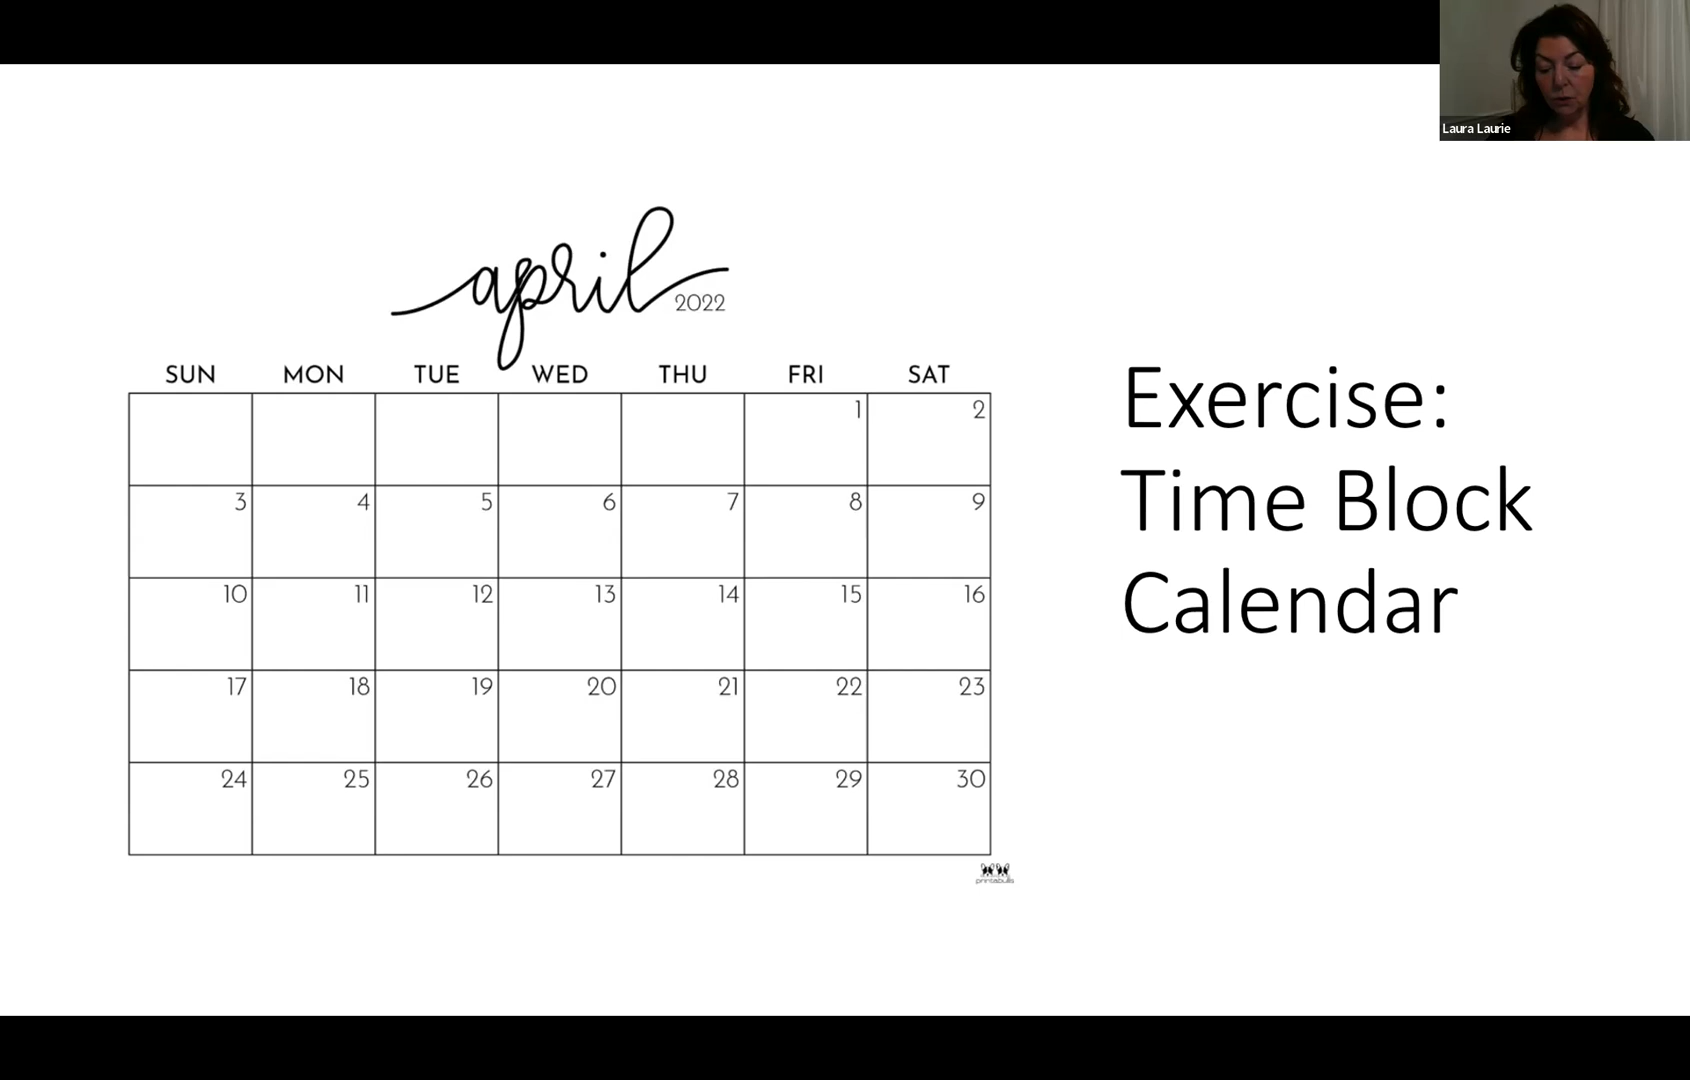 Laura Laurie
april
2022
SUN MON TUE WED THU FRI SAT
1 2
3 4 5 6 7 8 9
10 11 12 13 14 15 16
17 18 19 20 21 22 23
24 25 26 27 28 29 30
printabulls
Exercise:
Time Block
Calendar